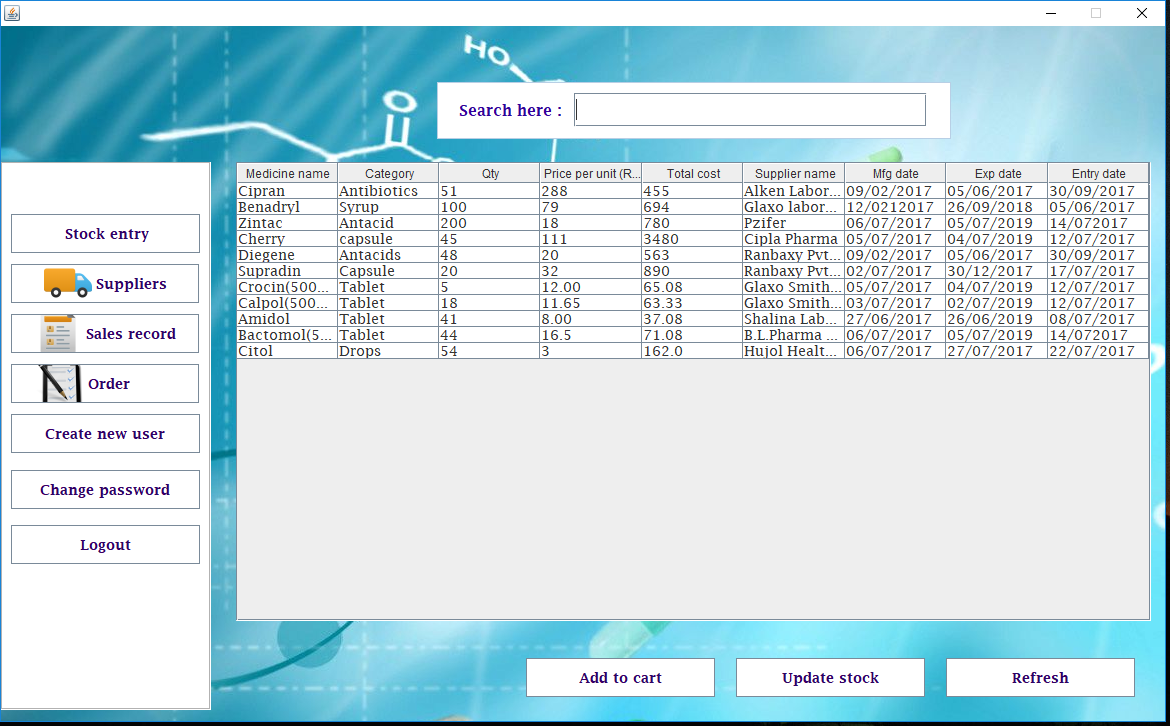 HO
Search here :
Medicine name Category Qty Price per unit (R... Total cost Supplier name Mfg date Exp date Entry date
Cipran Antibiotics 51 288 455 Alken Labor... 09/02/2017 05/06/2017 30/09/2017
Benadryl Syrup 100 79 694 Glaxo labor... 12/0212017 26/09/2018 05/06/2017
Zintac Antacid 200 18 780 Pzifer 06/07/2017 05/07/2019 14/072017
Cherry capsule 45 111 3480 Cipla Pharma 05/07/2017 04/07/2019 12/07/2017
Diegene Antacids 48 20 563 Ranbaxy Pvt... 09/02/2017 05/06/2017 30/09/2017
Supradin Capsule 20 32 890 Ranbaxy Pvt... 02/07/2017 30/12/2017 17/07/2017
Crocin(500... Tablet 5 12.00 65.08 Glaxo Smith... 05/07/2017 04/07/2019 12/07/2017
Calpol(500... Tablet 18 11.65 63.33 Glaxo Smith... 03/07/2017 02/07/2019 12/07/2017
Amidol Tablet 41 8.00 37.08 Shalina Lab... 27/06/2017 26/06/2019 08/07/2017
Bactomol(5... Tablet 44 16.5 71.08 B.L.Pharma ... 06/07/2017 05/07/2019 14/072017
Citol Drops 54 3 162.0 Hujol Healt... 06/07/2017 27/07/2017 22/07/2017
Stock entry
Suppliers
Sales record
Order
Create new user
Change password
Logout
Add to cart Update stock Refresh